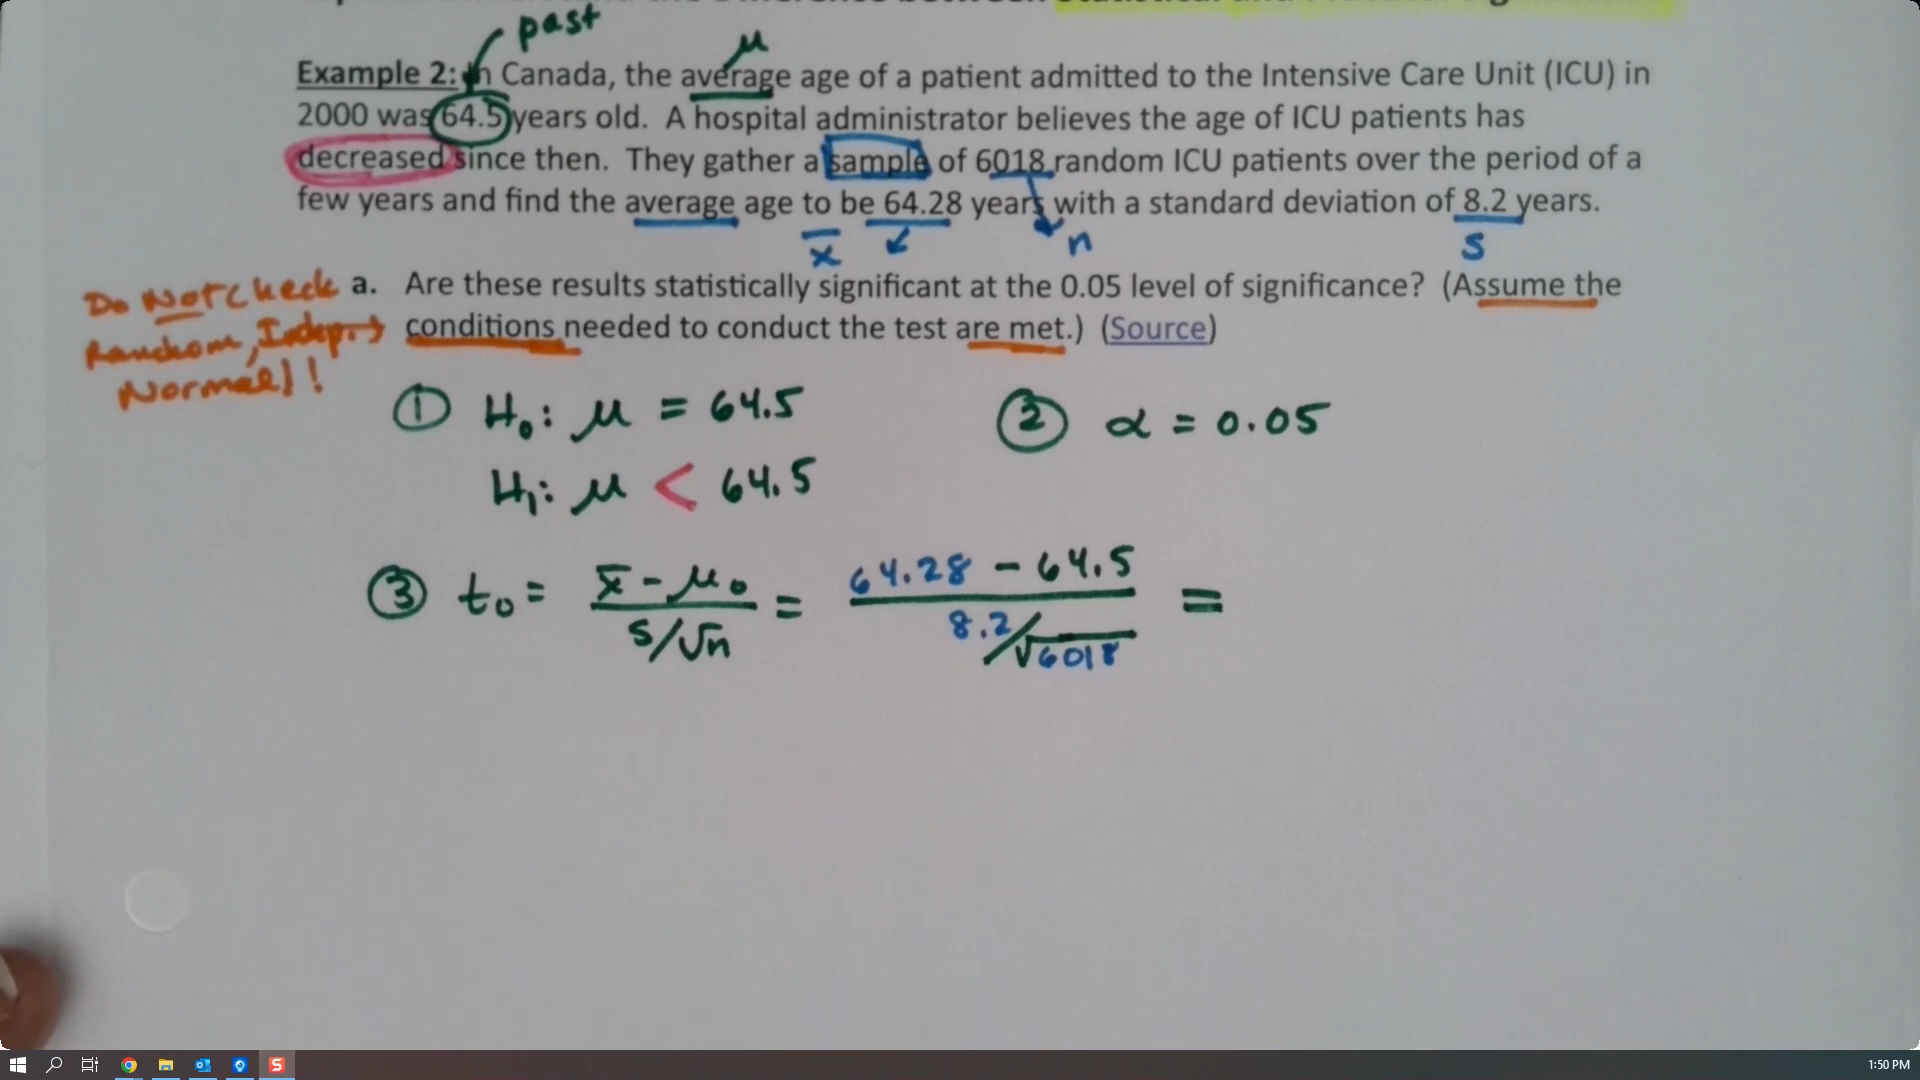 past
μ
Example 2: In Canada, the average age of a patient admitted to the Intensive Care Unit (ICU) in
2000 was 64.5 years old. A hospital administrator believes the age of ICU patients has
decreased since then. They gather a sample of 6018 random ICU patients over the period of a
few years and find the average age to be 64.28 years with a standard deviation of 8.2 years.
x̅ n s
Do Not Check
Random, Indep.,
Normal)!
a. Are these results statistically significant at the 0.05 level of significance? (Assume the
conditions needed to conduct the test are met.) (Source)
① H₀: μ = 64.5 ② α = 0.05
H₁: μ < 64.5
③ t₀ = x̅ - μ₀ / s/√n = 64.28 - 64.5 / 8.2/√6018 =
1:50 PM